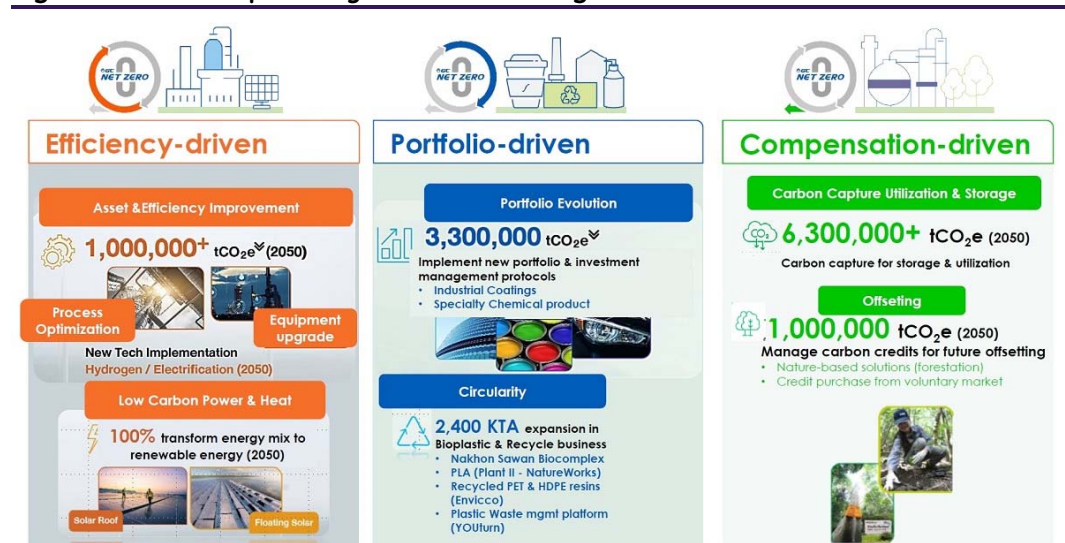 NET ZERO
Efficiency-driven
Asset &Efficiency Improvement
1,000,000+ tCO₂e (2050)
Process
Optimization
Equipment
upgrade
New Tech Implementation
Hydrogen / Electrification (2050)
Low Carbon Power & Heat
100% transform energy mix to
renewable energy (2050)
Solar Roof
Floating Solar
NET ZERO
Portfolio-driven
Portfolio Evolution
3,300,000 tCO₂e
Implement new portfolio & investment
management protocols
• Industrial Coatings
• Specialty Chemical product
Circularity
2,400 KTA expansion in
Bioplastic & Recycle business
• Nakhon Sawan Biocomplex
• PLA (Plant II - NatureWorks)
• Recycled PET & HDPE resins
(Envicco)
• Plastic Waste mgmt platform
(YOUturn)
NET ZERO
Compensation-driven
Carbon Capture Utilization & Storage
CO₂
6,300,000+ tCO₂e (2050)
Carbon capture for storage & utilization
Offseting
1,000,000 tCO₂e (2050)
Manage carbon credits for future offsetting
• Nature-based solutions (forestation)
• Credit purchase from voluntary market